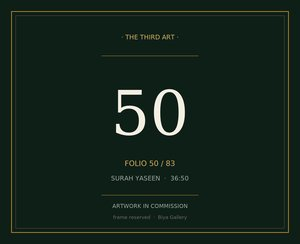 · THE THIRD ART ·
50
FOLIO 50 / 83
SURAH YASEEN · 36:50
ARTWORK IN COMMISSION
frame reserved · Biya Gallery